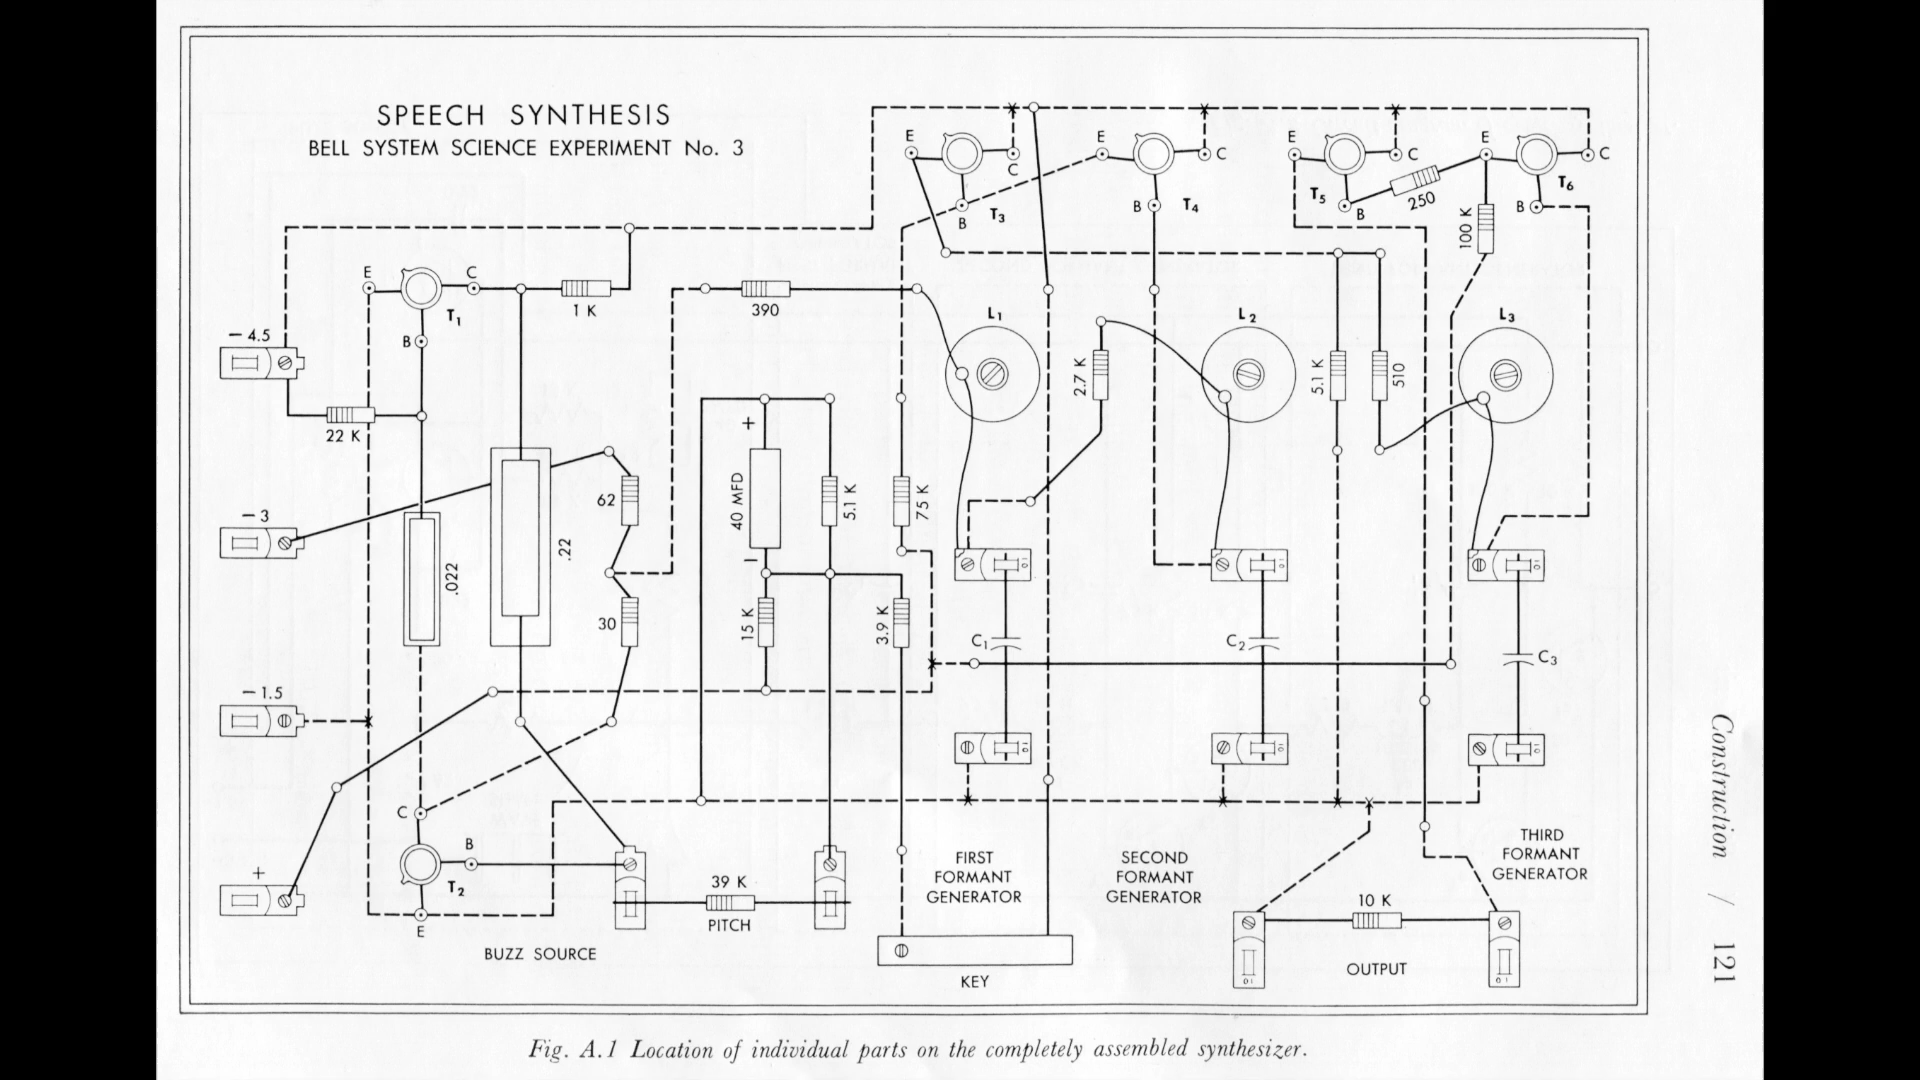 SPEECH SYNTHESIS
BELL SYSTEM SCIENCE EXPERIMENT No. 3
E
C
B
T3
E
C
B
T4
E
C
B
T5
250
E
C
B
T6
100 K
E
C
B
T1
1 K
390
L1
L2
L3
− 4.5
22 K
2.7 K
5.1 K
510
− 3
.022
.22
62
30
+
40 MFD
−
5.1 K
75 K
15 K
3.9 K
C1
C2
C3
− 1.5
+
C
B
T2
E
39 K
PITCH
BUZZ SOURCE
FIRST
FORMANT
GENERATOR
SECOND
FORMANT
GENERATOR
THIRD
FORMANT
GENERATOR
KEY
10 K
OUTPUT
Construction / 121
Fig. A.1 Location of individual parts on the completely assembled synthesizer.